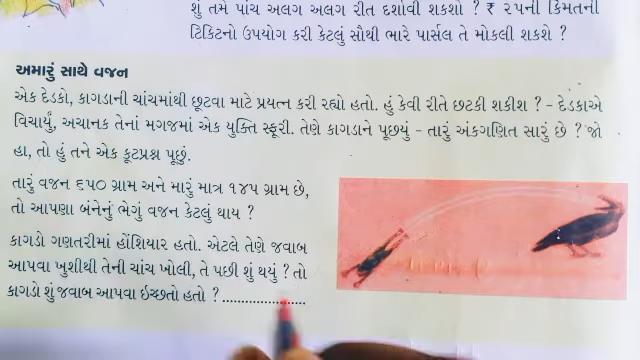 શું તમે પાંચ અલગ અલગ રીત દર્શાવી શકશો ? ₹ ૨૫ની કિંમતની
ટિકિટનો ઉપયોગ કરી કેટલું સૌથી ભારે પાર્સલ તે મોકલી શકશે ?
અમારું સાથે વજન
એક દેડકો, કાગડાની ચાંચમાંથી છૂટવા માટે પ્રયત્ન કરી રહ્યો હતો. હું કેવી રીતે છટકી શકીશ ? – દેડકાએ
વિચાર્યું, અચાનક તેનાં મગજમાં એક યુક્તિ સ્ફૂરી. તેણે કાગડાને પૂછયું – તારું અંકગણિત સારું છે ? જો
હા, તો હું તને એક કૂટપ્રશ્ન પૂછું.
તારું વજન ૬૫૦ ગ્રામ અને મારું માત્ર ૧૪૫ ગ્રામ છે,
તો આપણા બંનેનું ભેગું વજન કેટલું થાય ?
કાગડો ગણતરીમાં હોંશિયાર હતો. એટલે તેણે જવાબ
આપવા ખુશીથી તેની ચાંચ ખોલી, તે પછી શું થયું ? તો
કાગડો શું જવાબ આપવા ઈચ્છતો હતો ? ......................